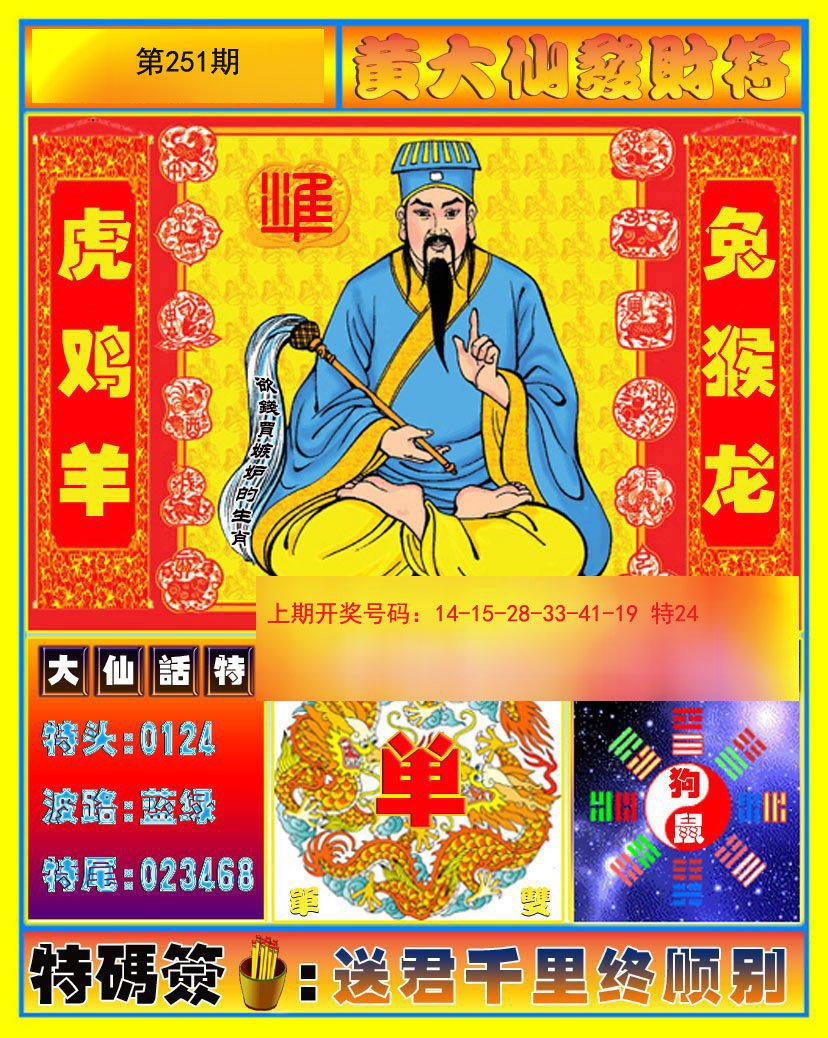 第251期
黄大仙發財符
虎鸡羊
兔猴龙
欲錢買嫉妒的生肖
上期开奖号码：14-15-28-33-41-19 特24
大仙話特
特头:0124
波路:蓝绿
特尾:023468
单
單
雙
狗
鼠
特碼簽:送君千里终须别